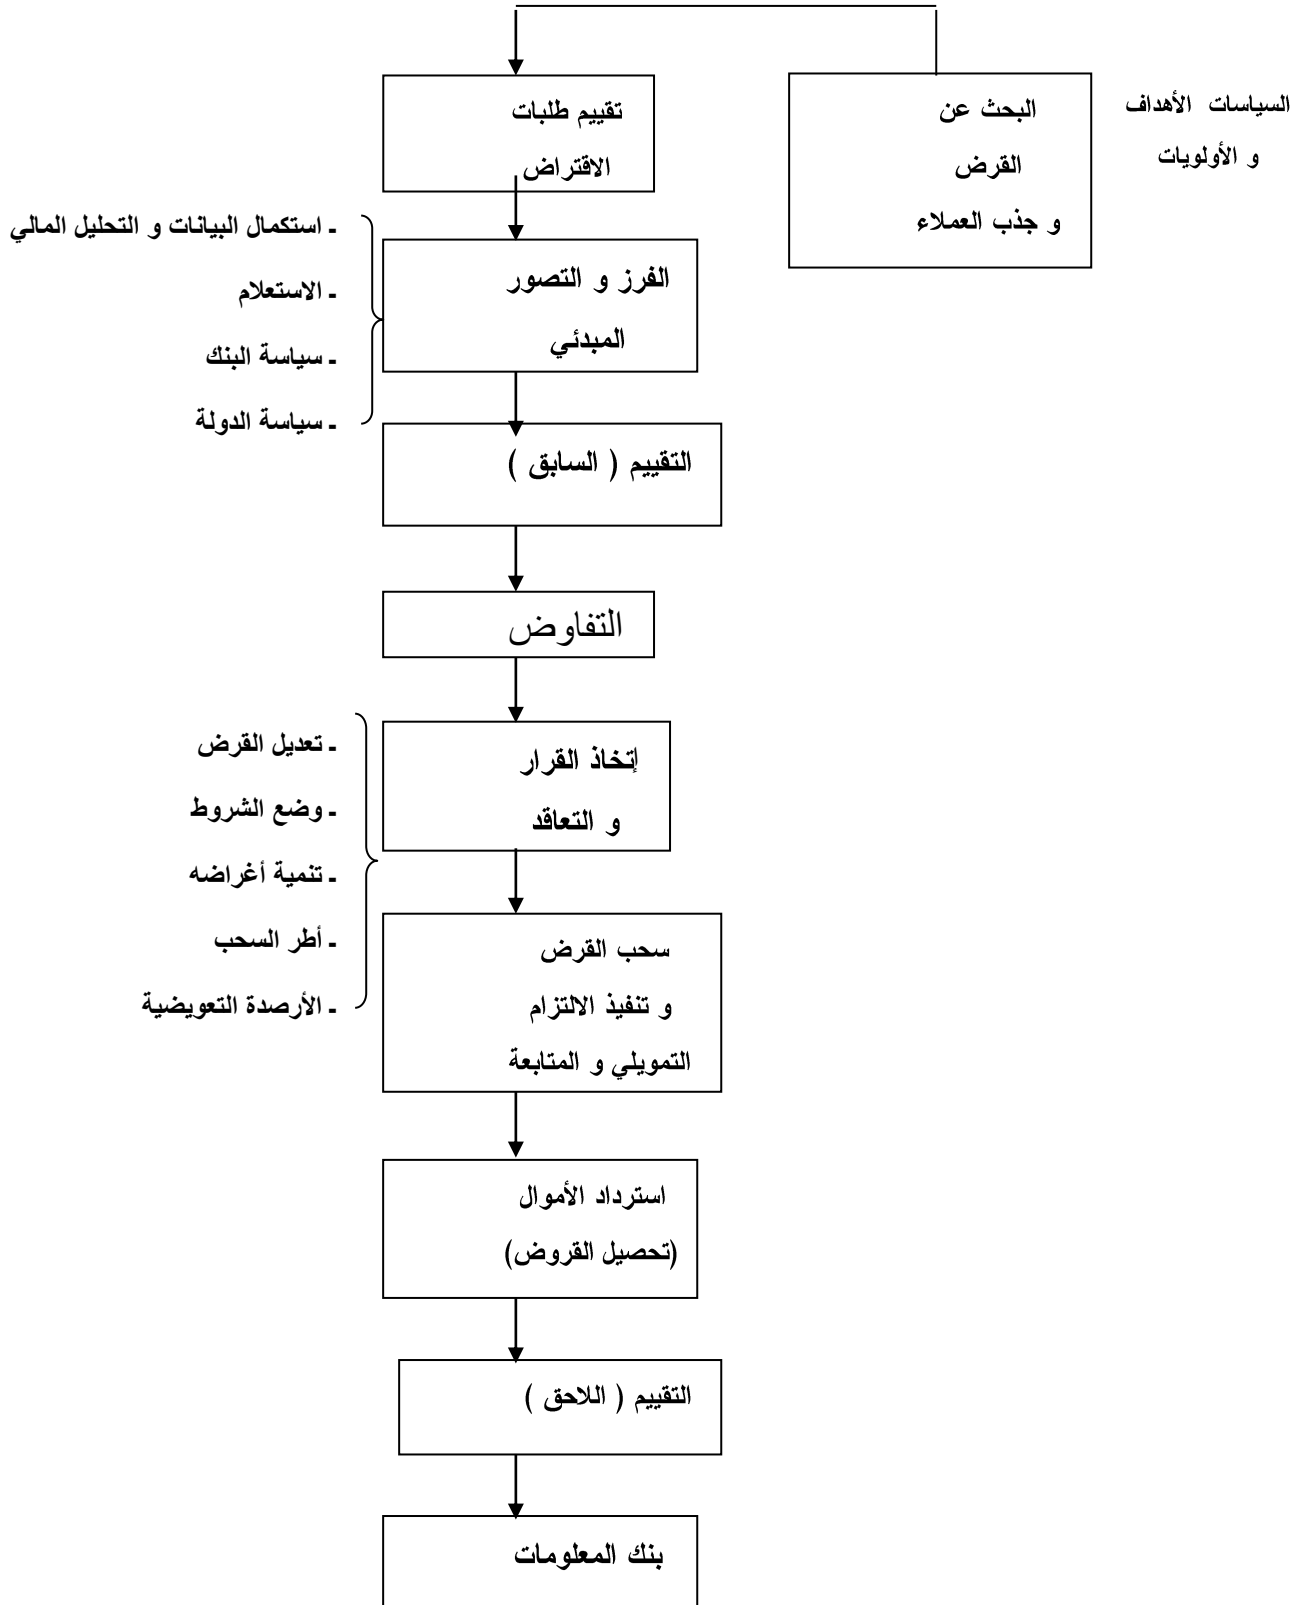 السياسات الأهداف
و الأولويات
البحث عن
القرض
و جذب العملاء
تقييم طلبات
الاقتراض
الفرز و التصور
المبدئي
ـ استكمال البيانات و التحليل المالي
ـ الاستعلام
ـ سياسة البنك
ـ سياسة الدولة
التقييم ( السابق )
التفاوض
إتخاذ القرار
و التعاقد
ـ تعديل القرض
ـ وضع الشروط
ـ تنمية أغراضه
ـ أطر السحب
ـ الأرصدة التعويضية
سحب القرض
و تنفيذ الالتزام
التمويلي و المتابعة
استرداد الأموال
(تحصيل القروض)
التقييم ( اللاحق )
بنك المعلومات